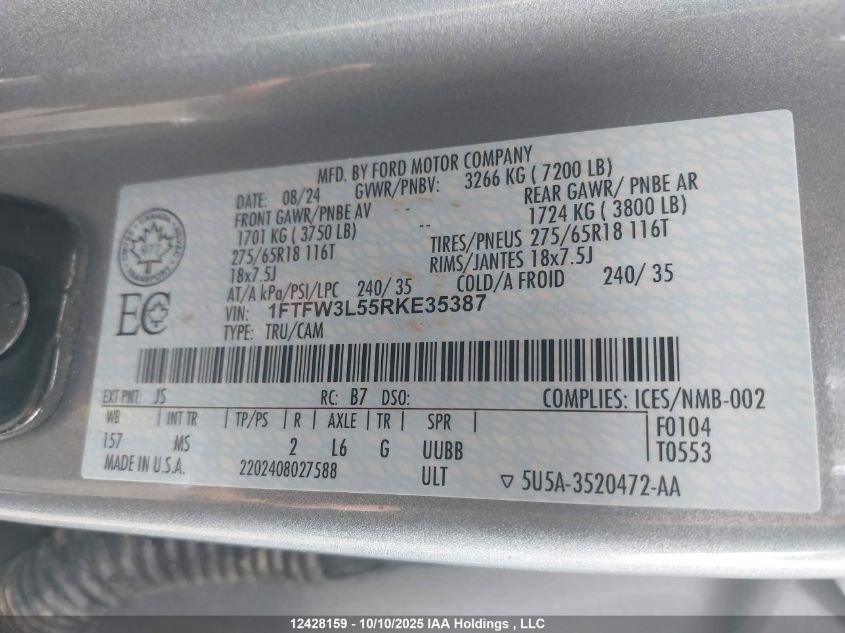 MFD. BY FORD MOTOR COMPANY
DATE: 08/24 GVWR/PNBV: 3266 KG ( 7200 LB)
FRONT GAWR/PNBE AV - REAR GAWR/ PNBE AR
1701 KG ( 3750 LB) -- 1724 KG ( 3800 LB)
275/65R18 116T TIRES/PNEUS 275/65R18 116T
18x7.5J RIMS/JANTES 18x7.5J
AT/A kPa/PSI/LPC 240/ 35 COLD/A FROID 240/ 35
VIN: 1FTFW3L55RKE35387
TYPE: TRU/CAM
CANADA
TRANSPORT
EC
EXT PNT: JS RC: B7 DSO: COMPLIES: ICES/NMB-002
WB | INT TR | TP/PS | R | AXLE | TR | SPR | F0104
157 MS 2 L6 G UUBB T0553
MADE IN U.S.A. 2202408027588 ULT ▽ 5U5A-3520472-AA
12428159 - 10/10/2025 IAA Holdings , LLC